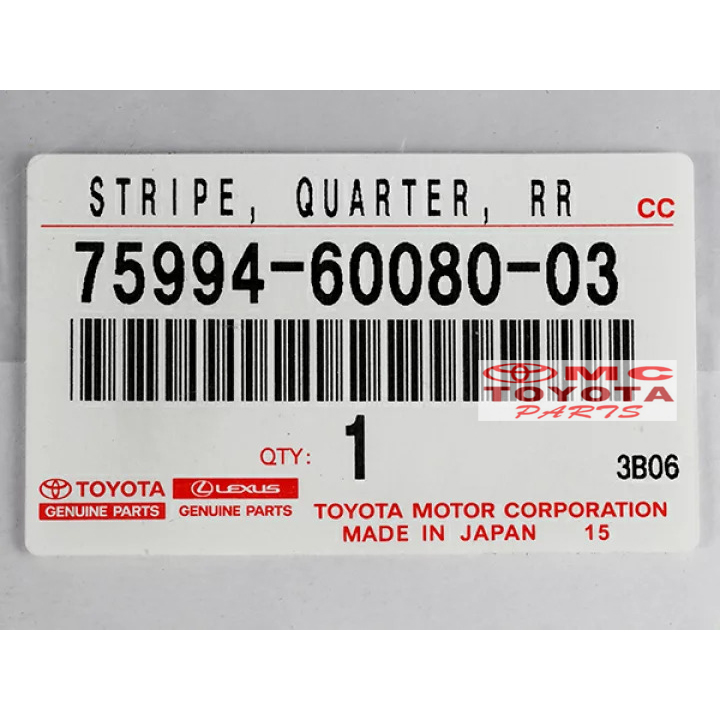 STRIPE, QUARTER, RR CC
75994-60080-03
MC
TOYOTA
PARTS
QTY: 1
3B06
TOYOTA
GENUINE PARTS
LEXUS
GENUINE PARTS
TOYOTA MOTOR CORPORATION
MADE IN JAPAN 15